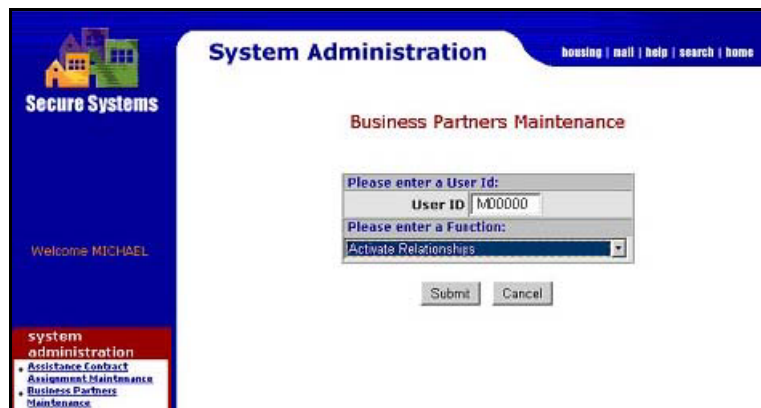 System Administration
housing | mail | help | search | home
Secure Systems
Business Partners Maintenance
Please enter a User Id:
User ID M00000
Please enter a Function:
Activate Relationships
Submit Cancel
Welcome MICHAEL
system
administration
Assistance Contract
Assignment Maintenance
Business Partners
Maintenance